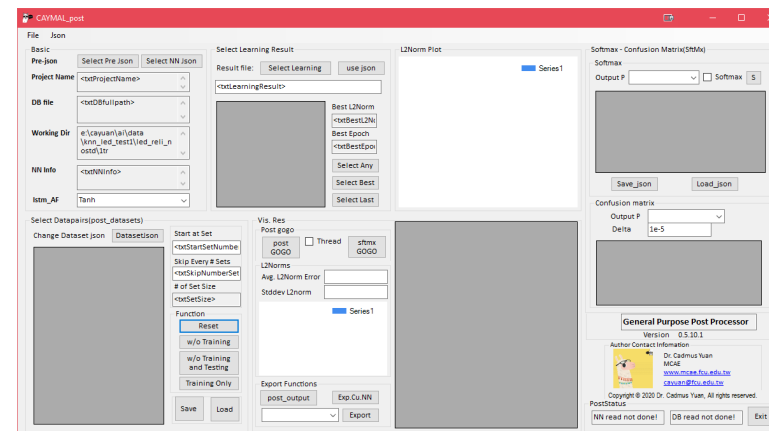 CAYMAL_post
File Json
Basic
Pre-json Select Pre Json Select NN Json
Project Name <txtProjectName>
DB file <txtDBfullpath>
Working Dir e:\cayuan\ai\data
\knn_led_test1\led_reli_n
ostd\1tr
NN Info <txtNNinfo>
lstm_AF Tanh
Select Learning Result
Result file: Select Learning use json
<txtLearningResult>
Best L2Norm
<txtBestL2No
Best Epoch
<txtBestEpo
Select Any
Select Best
Select Last
L2Norm Plot
Series1
Softmax - Confusion Matrix(SftMx)
Softmax
Output P Softmax S
Save_json Load_json
Confusion matrix
Output P
Delta 1e-5
Select Datapairs(post_datasets)
Change Dataset json DatasetJson
Start at Set
<txtStartSetNumbe
Skip Every # Sets
<txtSkipNumberSet
# of Set Size
<txtSetSize>
Function
Reset
w/o Training
w/o Training
and Testing
Training Only
Save Load
Vis. Res
Post gogo
post
GOGO
Thread
sftmx
GOGO
L2Norms
Avg. L2Norm Error
Stddev L2norm
Series1
Export Functions
post_output Exp.Cu.NN
Export
General Purpose Post Processor
Version 0.5.10.1
Author Contact Infomation
Dr. Cadmus Yuan
MCAE
www.mcae.fcu.edu.tw
cayuan@fcu.edu.tw
Copyright © 2020 Dr. Cadmus Yuan, All rights reserved.
PostStatus
NN read not done! DB read not done! Exit